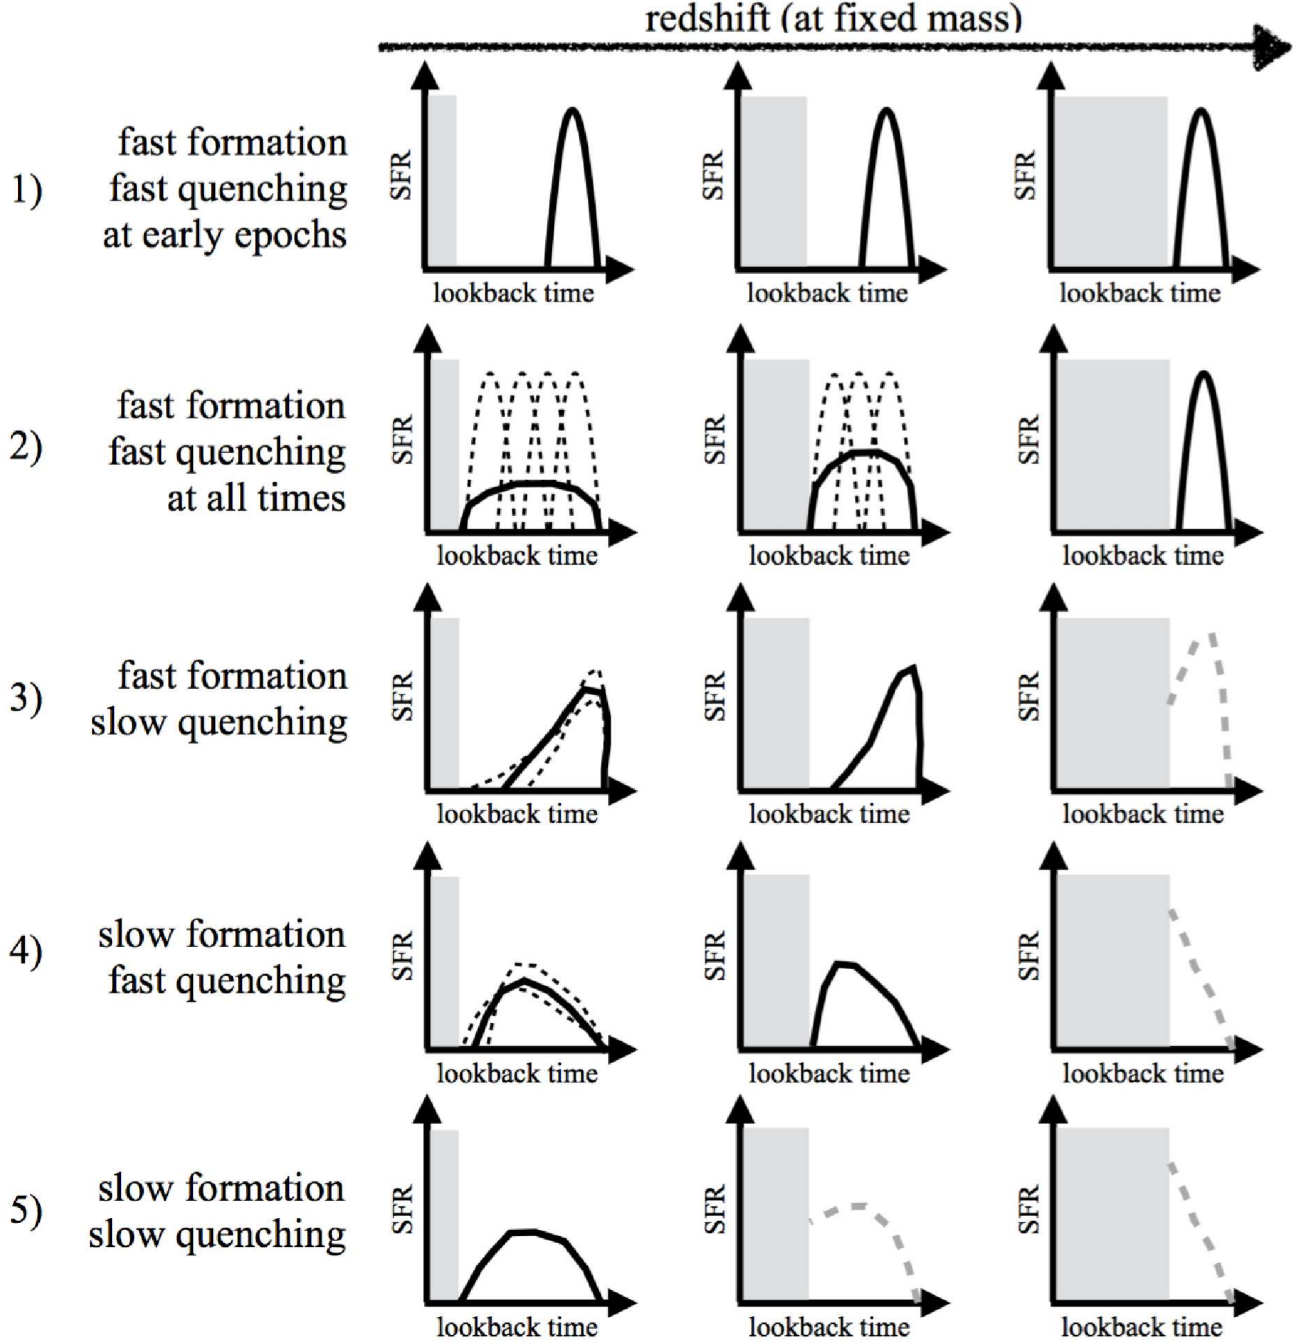 redshift (at fixed mass)
1)
fast formation
fast quenching
at early epochs
SFR
lookback time
SFR
lookback time
SFR
lookback time
2)
fast formation
fast quenching
at all times
SFR
lookback time
SFR
lookback time
SFR
lookback time
3)
fast formation
slow quenching
SFR
lookback time
SFR
lookback time
SFR
lookback time
4)
slow formation
fast quenching
SFR
lookback time
SFR
lookback time
SFR
lookback time
5)
slow formation
slow quenching
SFR
lookback time
SFR
lookback time
SFR
lookback time